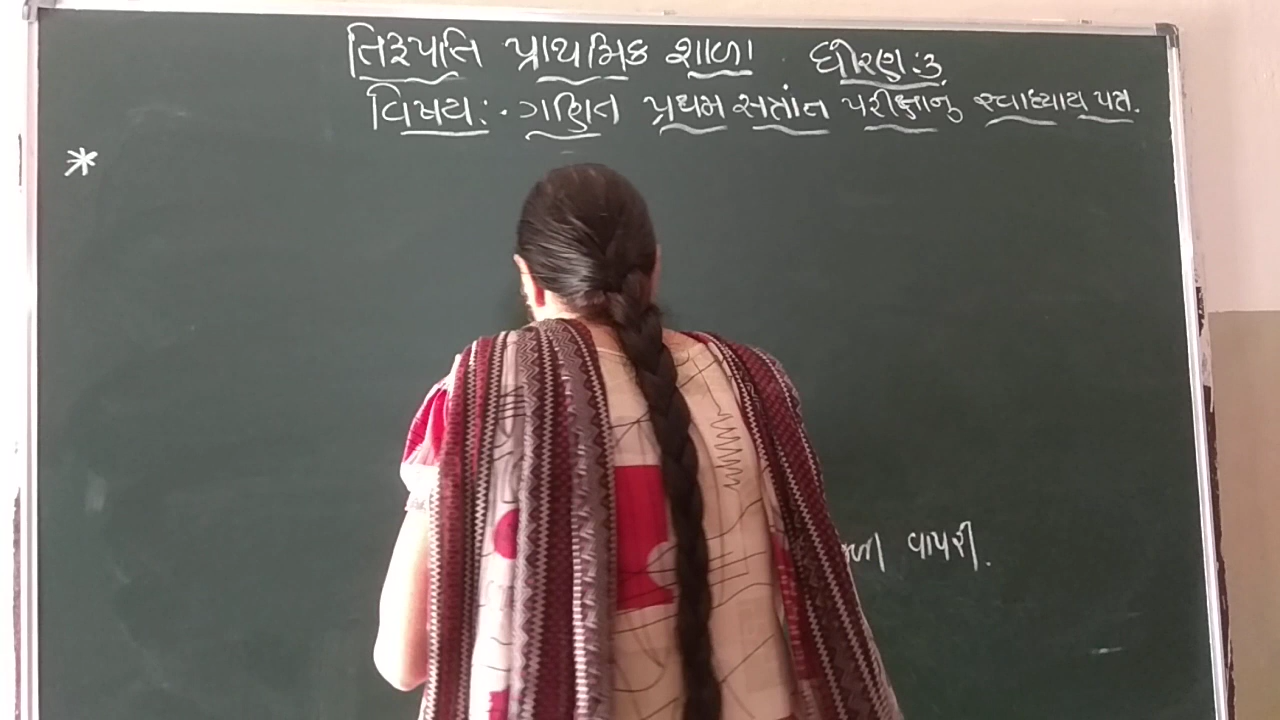 તિરૂપતિ પ્રાથમિક શાળા. ધોરણ:૩
વિષય:- ગણિત પ્રથમ સત્રાંત પરીક્ષાનું સ્વાધ્યાય પત્ર.
*
વાપરી.